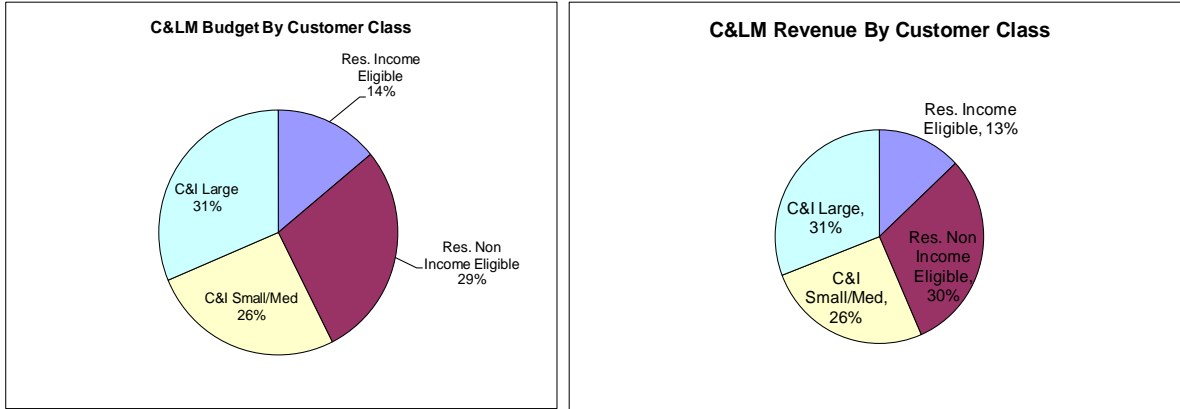 C&LM Budget By Customer Class
Res. Income
Eligible
14%
C&I Large
31%
Res. Non
Income Eligible
29%
C&I Small/Med
26%
C&LM Revenue By Customer Class
Res. Income
Eligible, 13%
C&I Large,
31%
Res. Non
Income
Eligible,
30%
C&I
Small/Med,
26%